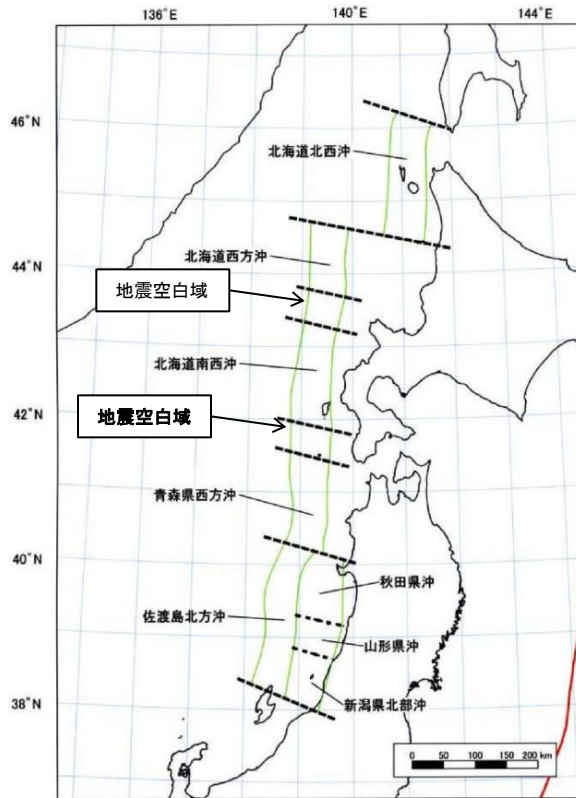 136°E
140°E
144°E
46°N
北海道北西沖
44°N
北海道西方沖
地震空白域
北海道南西沖
42°N
地震空白域
青森県西方沖
40°N
秋田県沖
佐渡島北方沖
山形県沖
38°N
新潟県北部沖
0 50 100 150 200 km